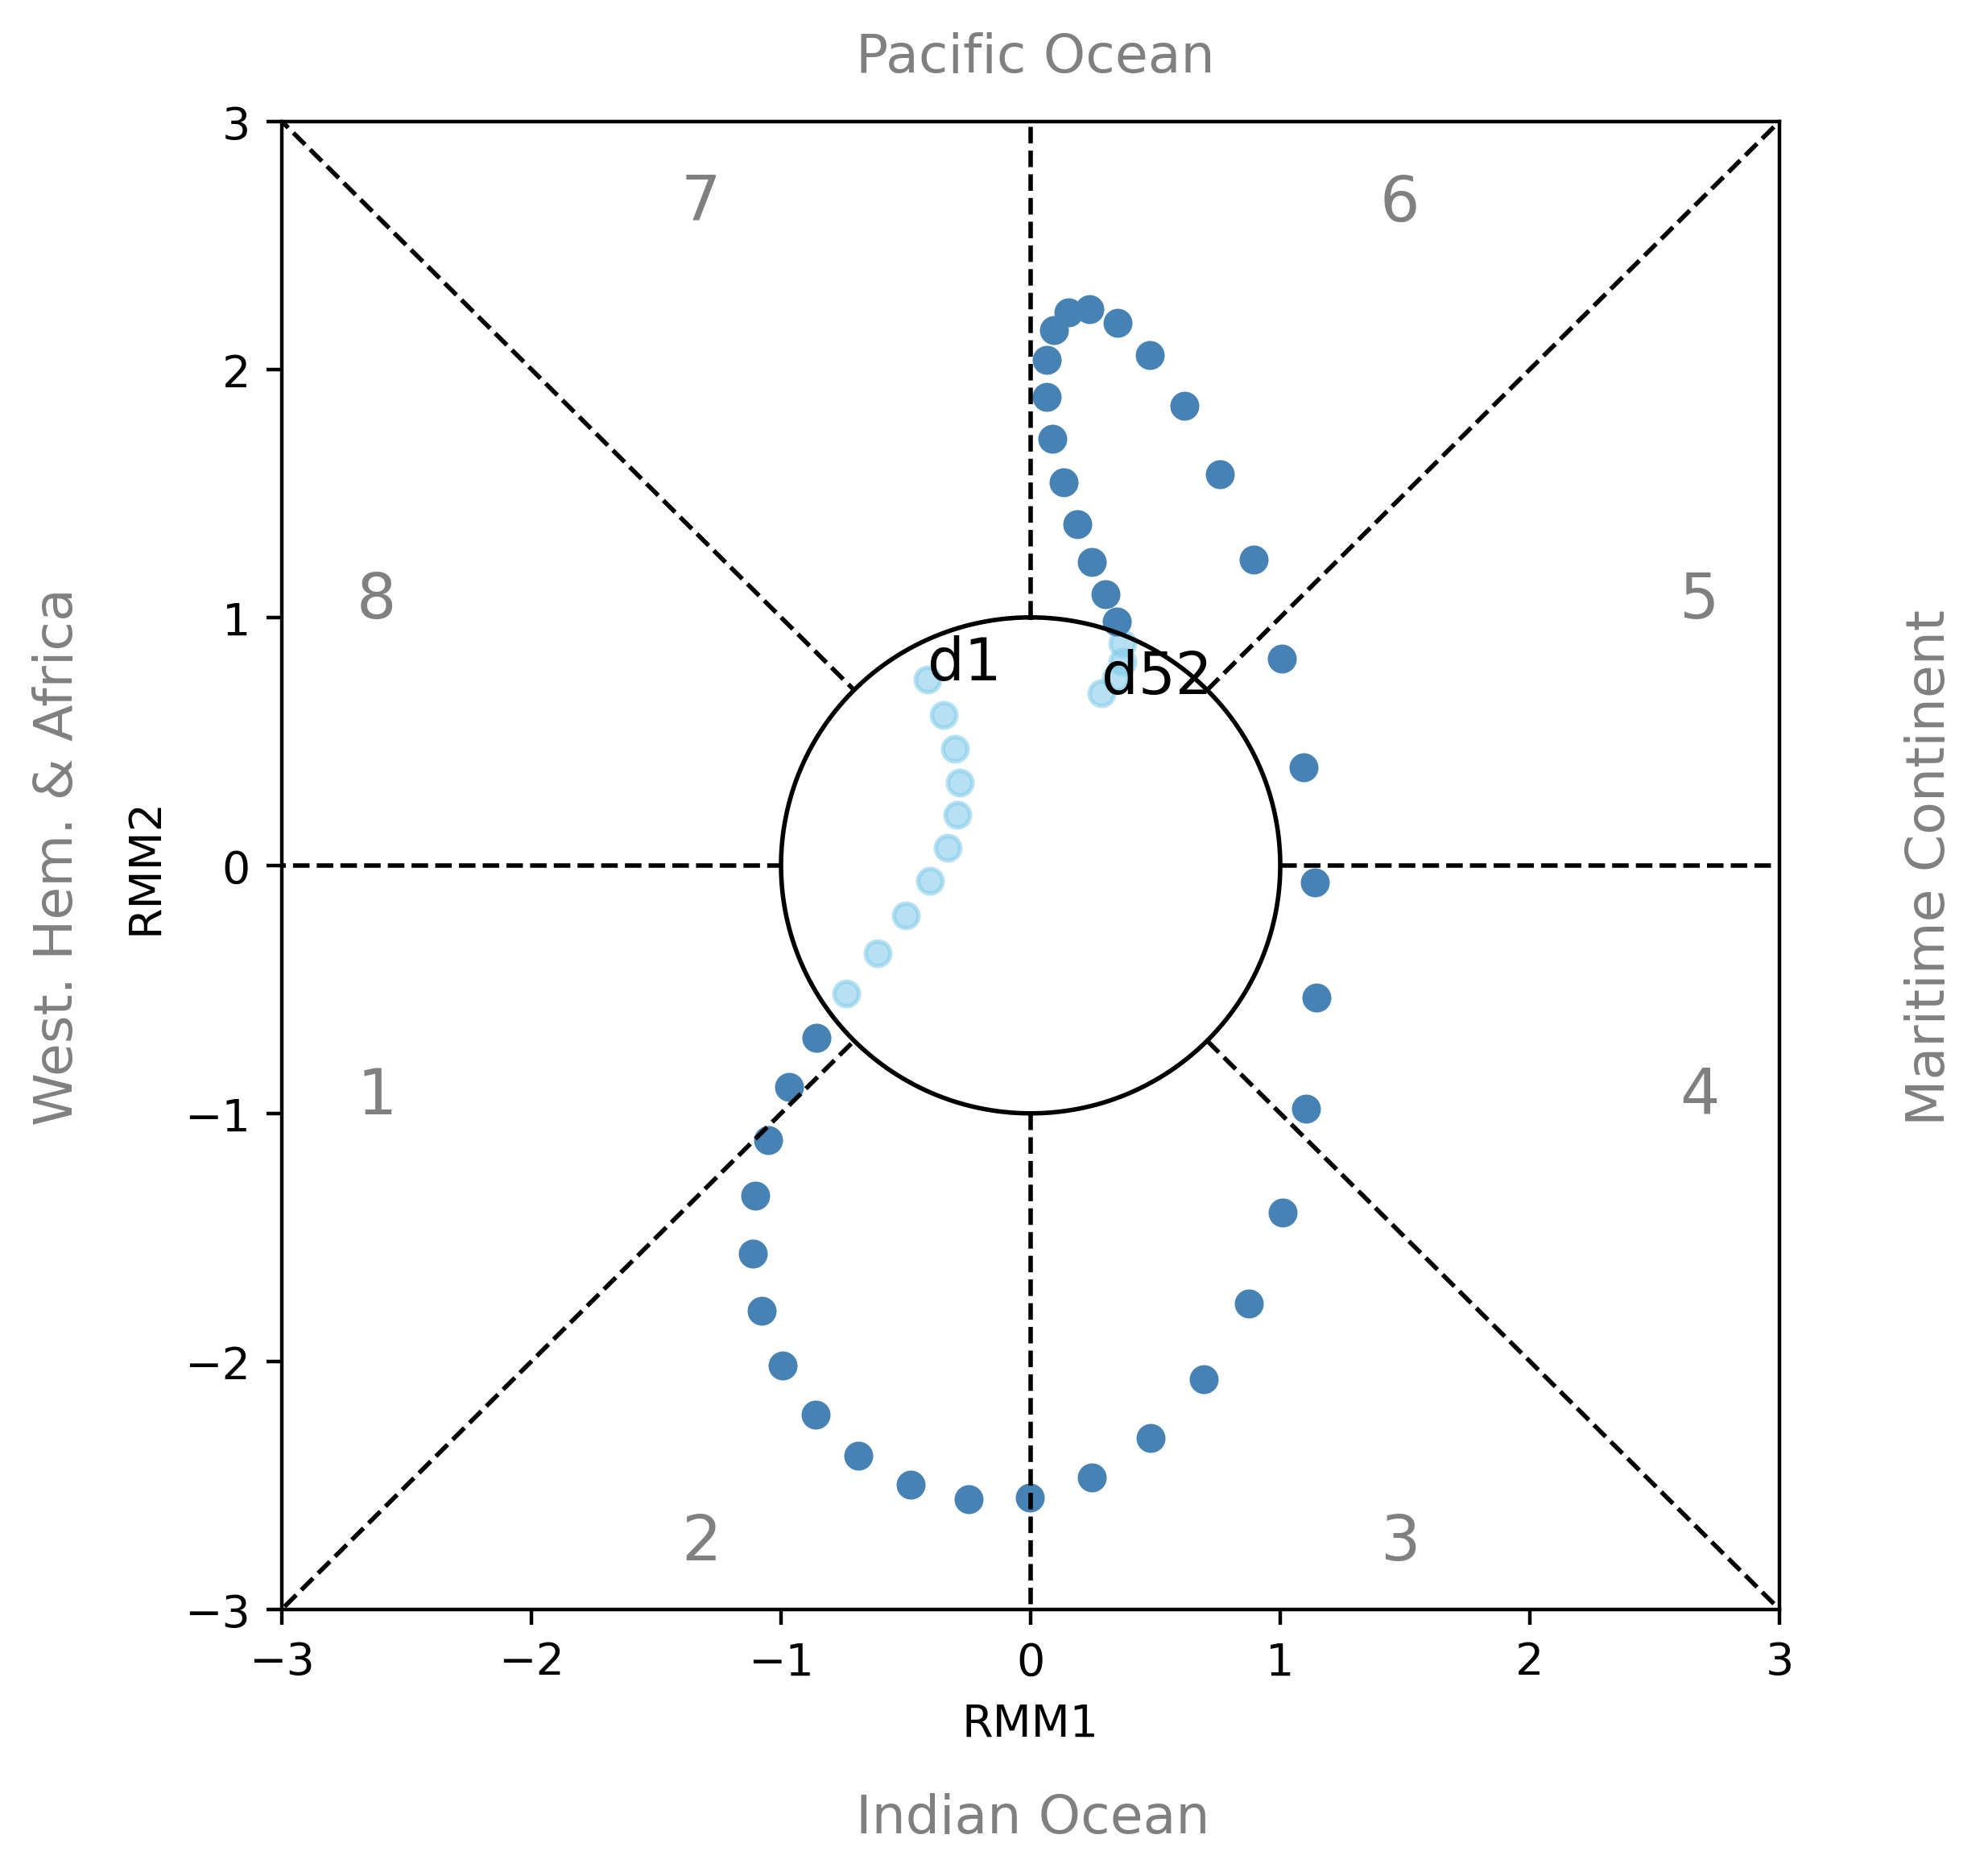 Pacific Ocean
3
7
6
2
8
5
1
d1
d52
West. Hem. & Africa
RMM2
0
Maritime Continent
1
4
−1
−2
2
3
−3
−3
−2
−1
0
1
2
3
RMM1
Indian Ocean